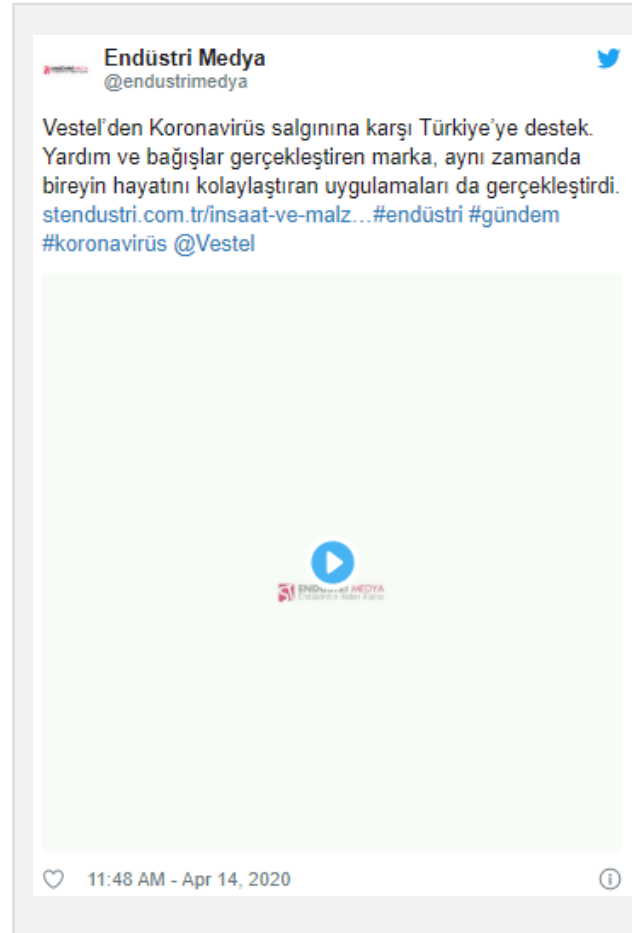 Endüstri Medya
@endustrimedya
Vestel’den Koronavirüs salgınına karşı Türkiye’ye destek.
Yardım ve bağışlar gerçekleştiren marka, aynı zamanda
bireyin hayatını kolaylaştıran uygulamaları da gerçekleştirdi.
stendustri.com.tr/insaat-ve-malz…#endüstri #gündem
#koronavirüs @Vestel
MEDYA
11:48 AM - Apr 14, 2020